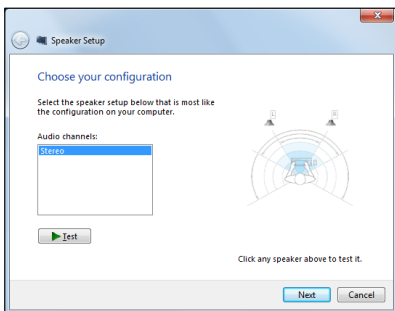 Speaker Setup
Choose your configuration
Select the speaker setup below that is most like
the configuration on your computer.
Audio channels:
Stereo
L
R
Test
Click any speaker above to test it.
Next
Cancel